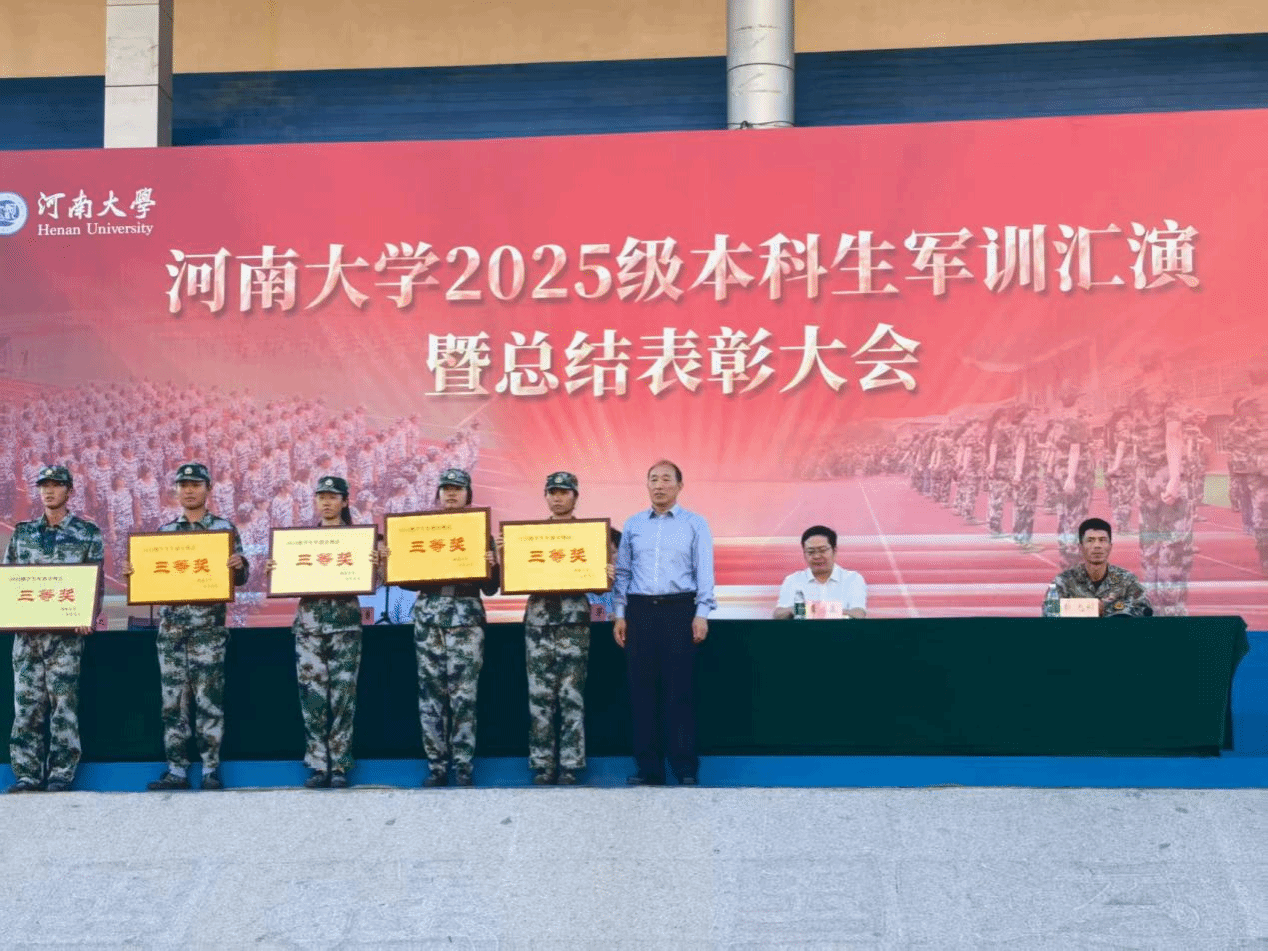 河南大學
Henan University
河南大学2025级本科生军训汇演
暨总结表彰大会
三等奖
三等奖
三等奖
三等奖
三等奖